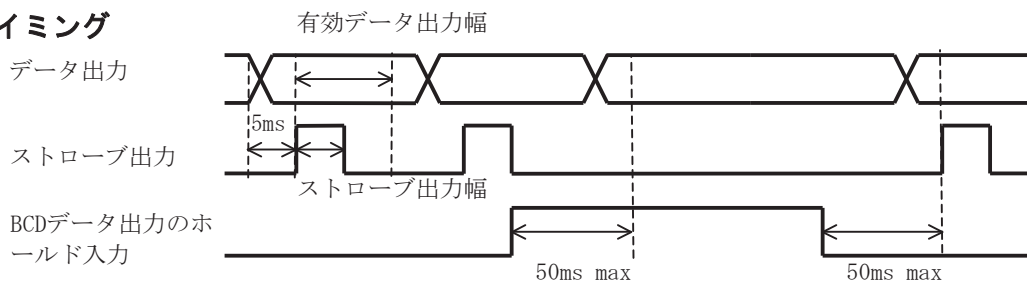 イミング
有効データ出力幅
データ出力
5ms
ストローブ出力
ストローブ出力幅
BCDデータ出力のホ
ールド入力
50ms max
50ms max